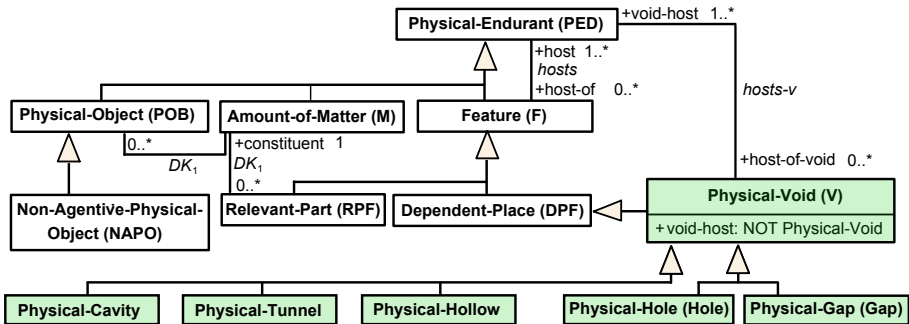 Physical-Endurant (PED)
+void-host 1..*
+host 1..*
hosts
+host-of 0..*
hosts-v
Physical-Object (POB)
Amount-of-Matter (M)
Feature (F)
0..*
DK1
+constituent 1
DK1
0..*
+host-of-void 0..*
Non-Agentive-Physical-
Object (NAPO)
Relevant-Part (RPF)
Dependent-Place (DPF)
Physical-Void (V)
+void-host: NOT Physical-Void
Physical-Cavity
Physical-Tunnel
Physical-Hollow
Physical-Hole (Hole)
Physical-Gap (Gap)